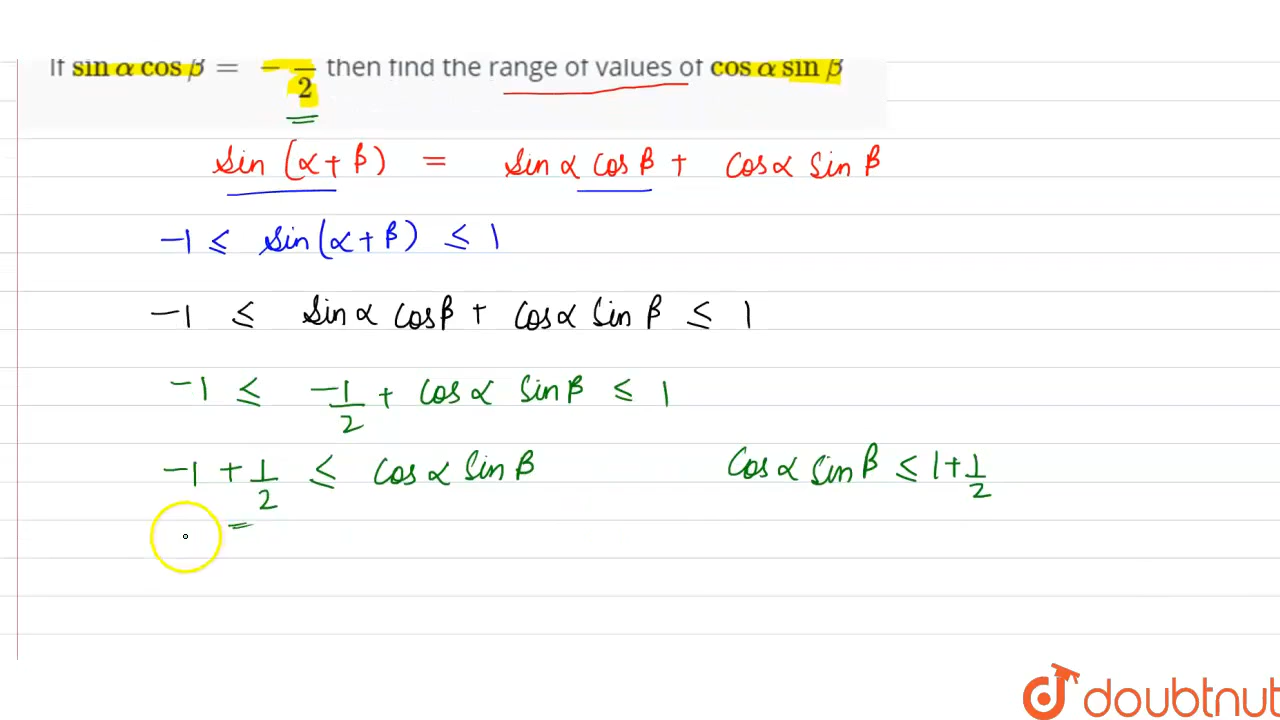 If sin α cos β = − /2 then find the range of values of cos α sin β
sin (α + β) = sin α cos β + cos α sin β
−1 ≤ sin (α + β) ≤ 1
−1 ≤ sin α cos β + cos α sin β ≤ 1
−1 ≤ −1/2 + cos α sin β ≤ 1
−1 + 1/2 ≤ cos α sin β cos α sin β ≤ 1 + 1/2
doubtnut